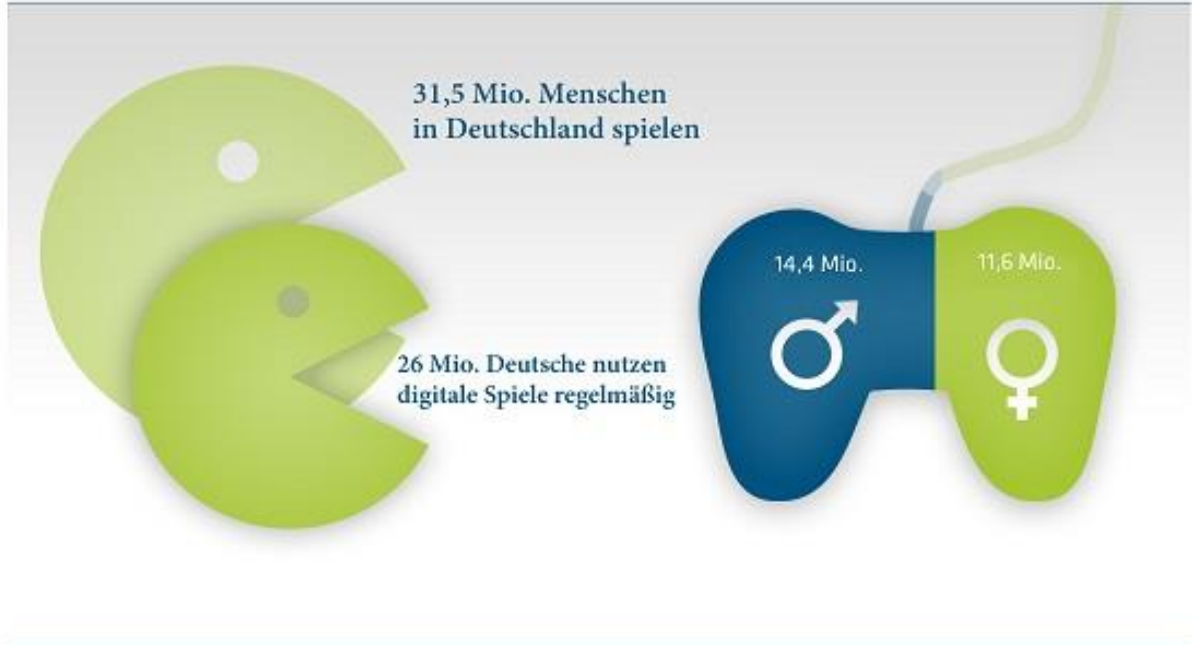 31,5 Mio. Menschen
in Deutschland spielen
26 Mio. Deutsche nutzen
digitale Spiele regelmäßig
14,4 Mio.
11,6 Mio.